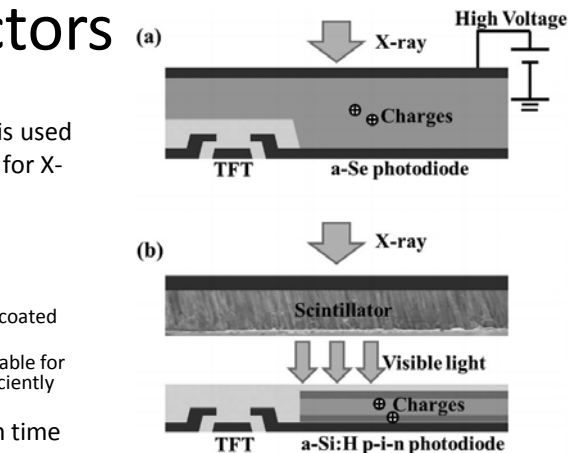 ctors
is used
for X-
coated
able for
ciently
n time
(a)
High Voltage
X-ray
Charges
TFT
a-Se photodiode
(b)
X-ray
Scintillator
Visible light
Charges
TFT
a-Si:H p-i-n photodiode